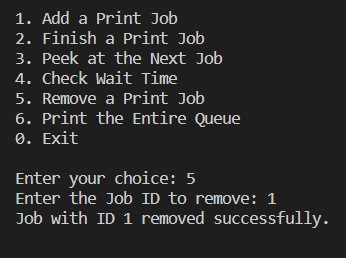 1. Add a Print Job
2. Finish a Print Job
3. Peek at the Next Job
4. Check Wait Time
5. Remove a Print Job
6. Print the Entire Queue
0. Exit
Enter your choice: 5
Enter the Job ID to remove: 1
Job with ID 1 removed successfully.